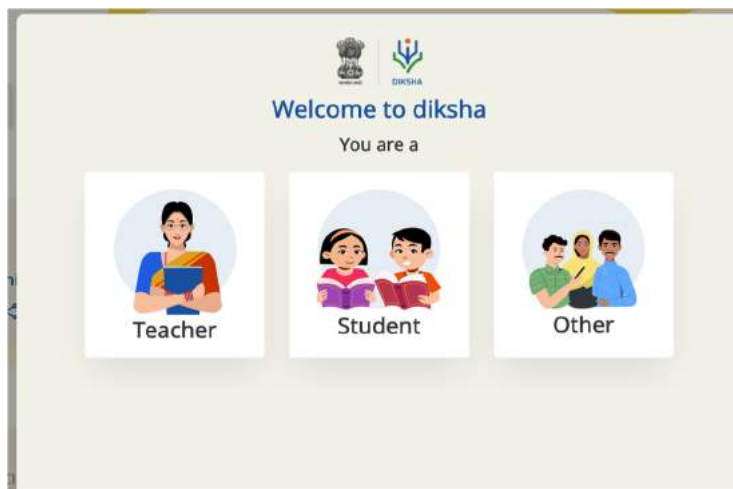 DIKSHA
Welcome to diksha
You are a
Teacher
Student
Other